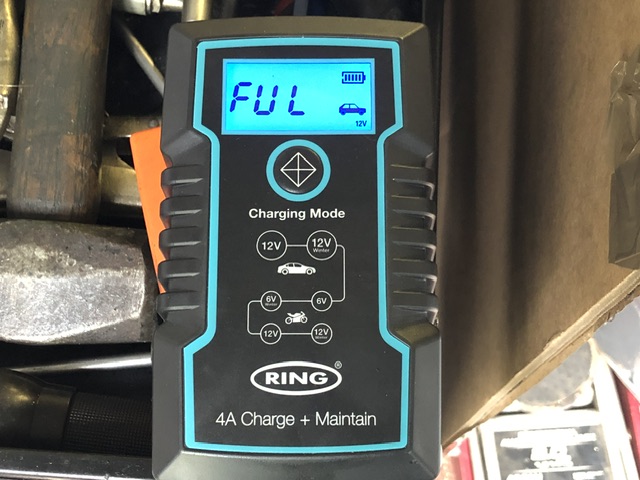 FUL
12V
Charging Mode
12V 12V
Winter
6V 6V
Winter
12V 12V
Winter
RING®
4A Charge + Maintain